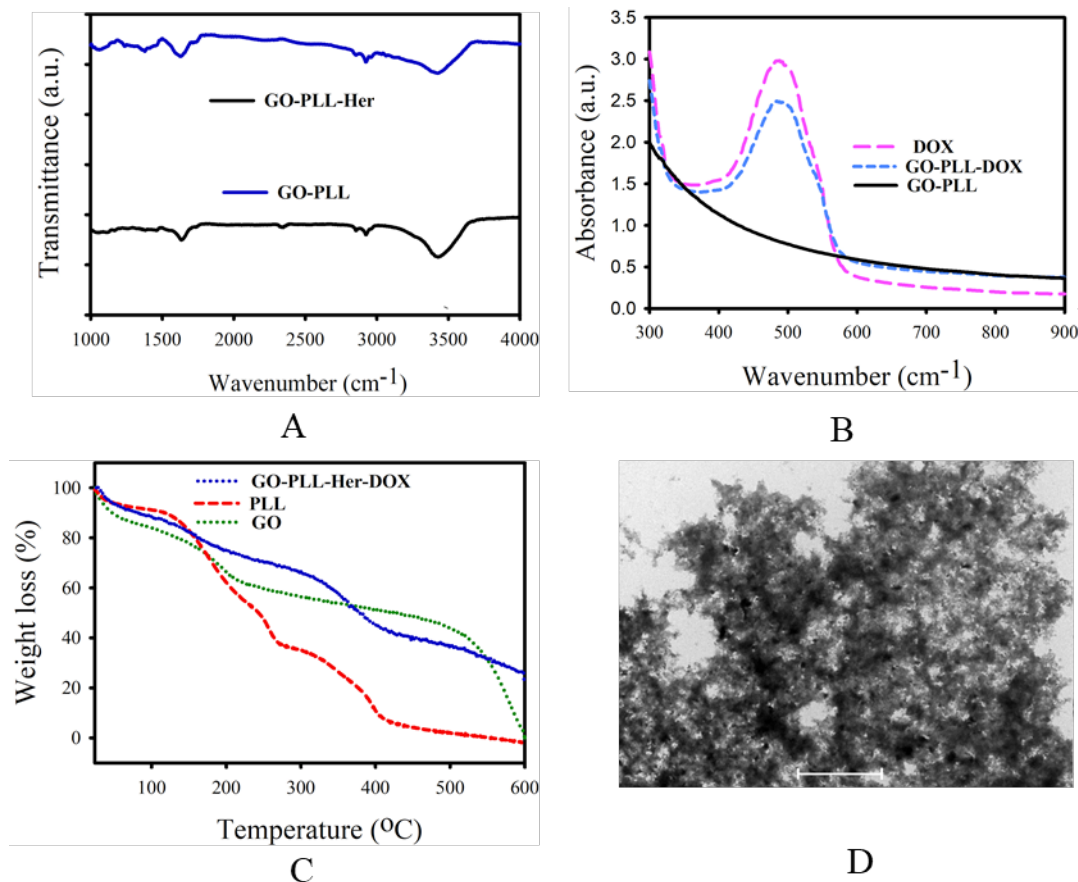 Transmittance (a.u.)
GO-PLL-Her
GO-PLL
1000 1500 2000 2500 3000 3500 4000
Wavenumber (cm-1)
A
Absorbance (a.u.)
3.5
3.0
2.5
2.0
1.5
1.0
0.5
0.0
DOX
GO-PLL-DOX
GO-PLL
300 400 500 600 700 800 900
Wavenumber (cm-1)
B
Weight loss (%)
100
80
60
40
20
0
GO-PLL-Her-DOX
PLL
GO
100 200 300 400 500 600
Temperature (OC)
C
D